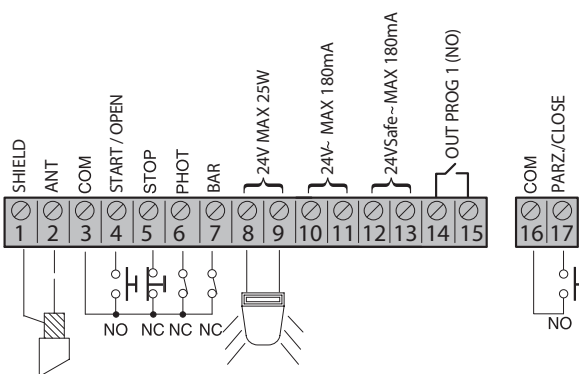 SHIELD
ANT
COM
START / OPEN
STOP
PHOT
BAR
24V MAX 25W
24V~ MAX 180mA
24VSafe~ MAX 180mA
OUT PROG 1 (NO)
COM
PARZ./CLOSE
1 2 3 4 5 6 7 8 9 10 11 12 13 14 15 16 17
NO NC NC NC
NO